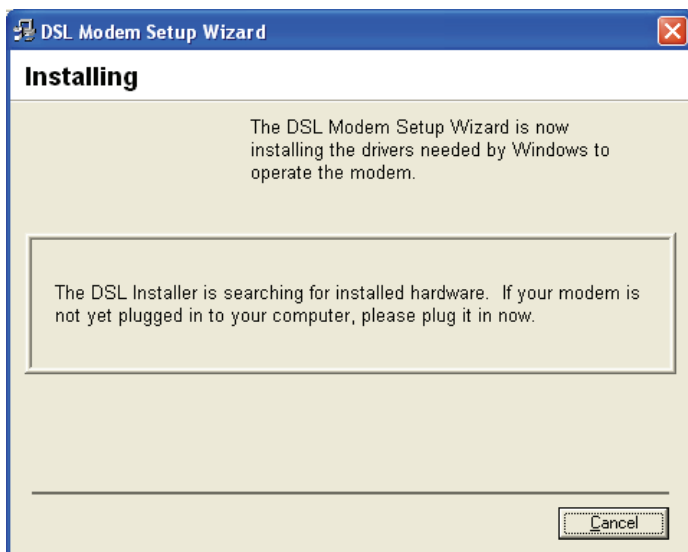 DSL Modem Setup Wizard
Installing
The DSL Modem Setup Wizard is now
installing the drivers needed by Windows to
operate the modem.
The DSL Installer is searching for installed hardware.  If your modem is
not yet plugged in to your computer, please plug it in now.
Cancel